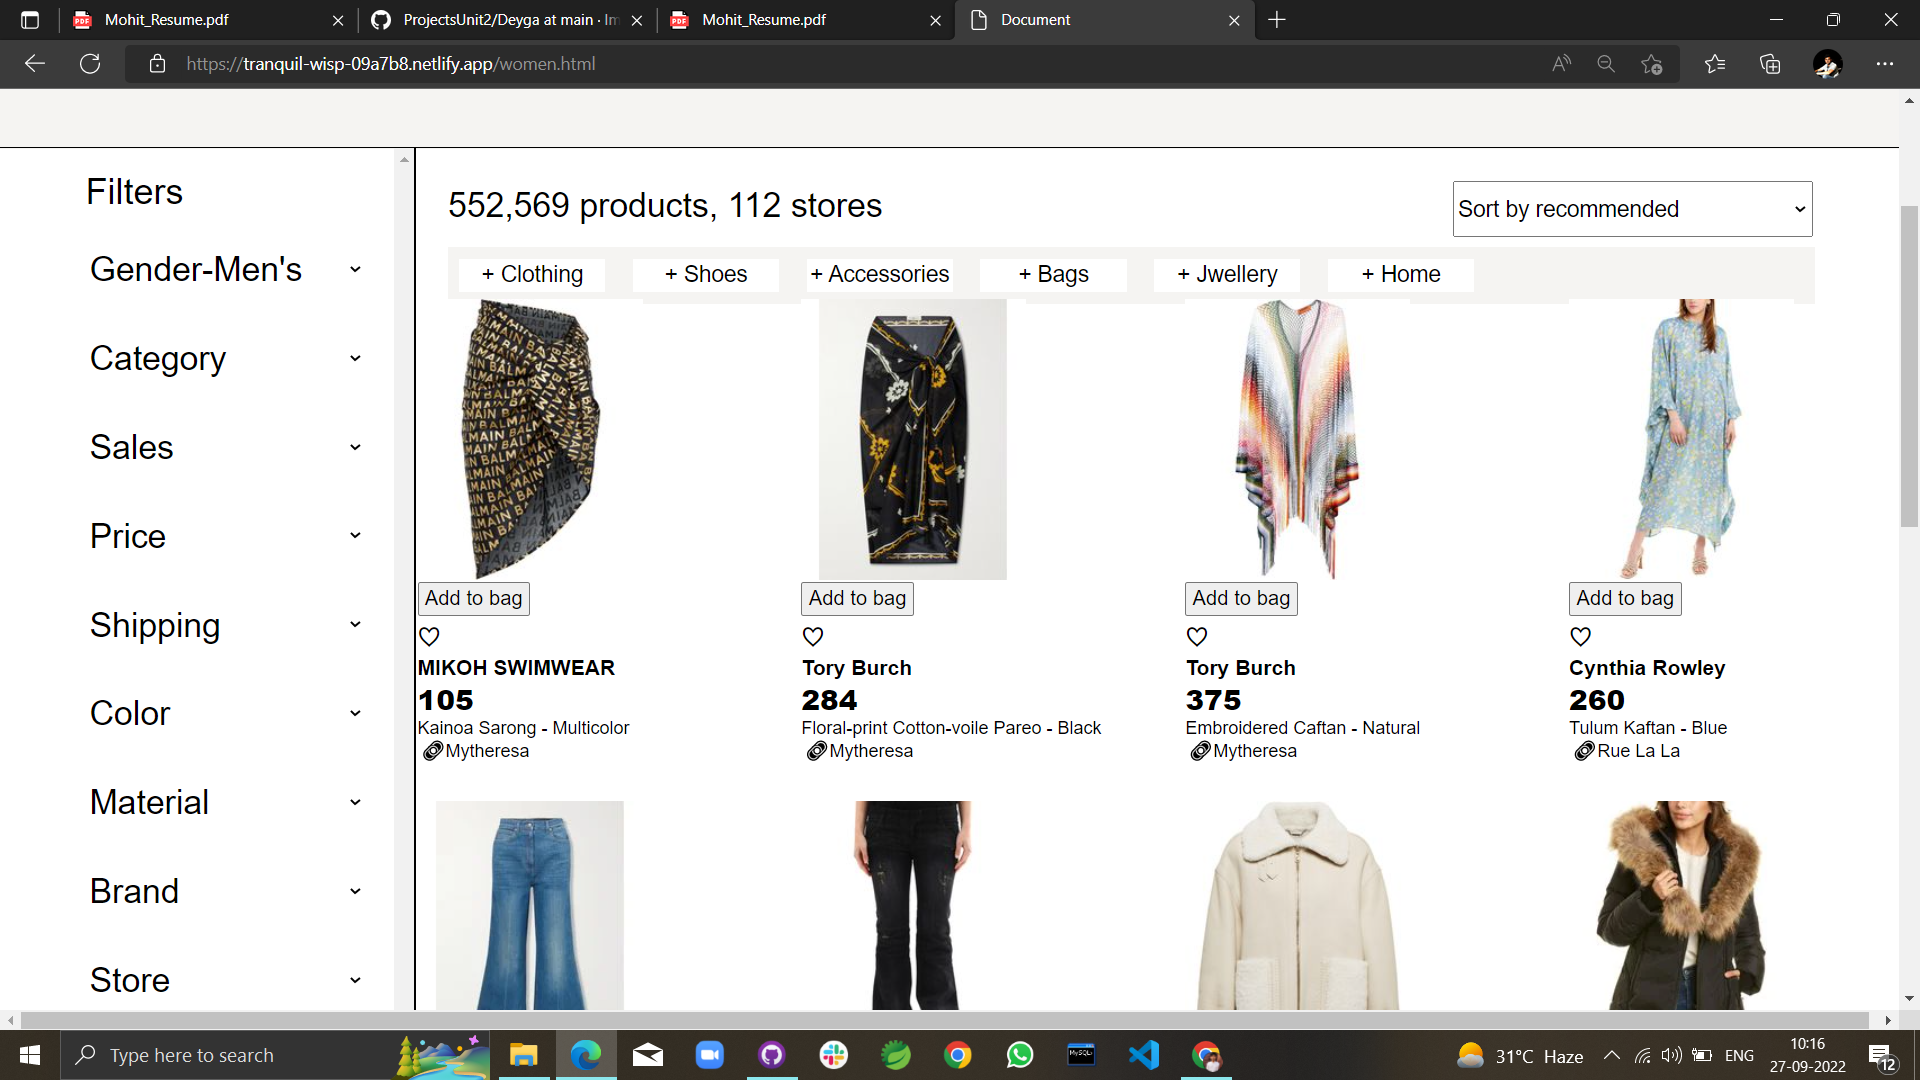 Mohit_Resume.pdf
ProjectsUnit2/Deyga at main · Im
Mohit_Resume.pdf
Document
https://tranquil-wisp-09a7b8.netlify.app/women.html
Filters
Gender-Men's
Category
Sales
Price
Shipping
Color
Material
Brand
Store
552,569 products, 112 stores
Sort by recommended
+ Clothing
+ Shoes
+ Accessories
+ Bags
+ Jwellery
+ Home
Add to bag
MIKOH SWIMWEAR
105
Kainoa Sarong - Multicolor
Mytheresa
Add to bag
Tory Burch
284
Floral-print Cotton-voile Pareo - Black
Mytheresa
Add to bag
Tory Burch
375
Embroidered Caftan - Natural
Mytheresa
Add to bag
Cynthia Rowley
260
Tulum Kaftan - Blue
Rue La La
Type here to search
31°C Haze
ENG
10:16
27-09-2022
12